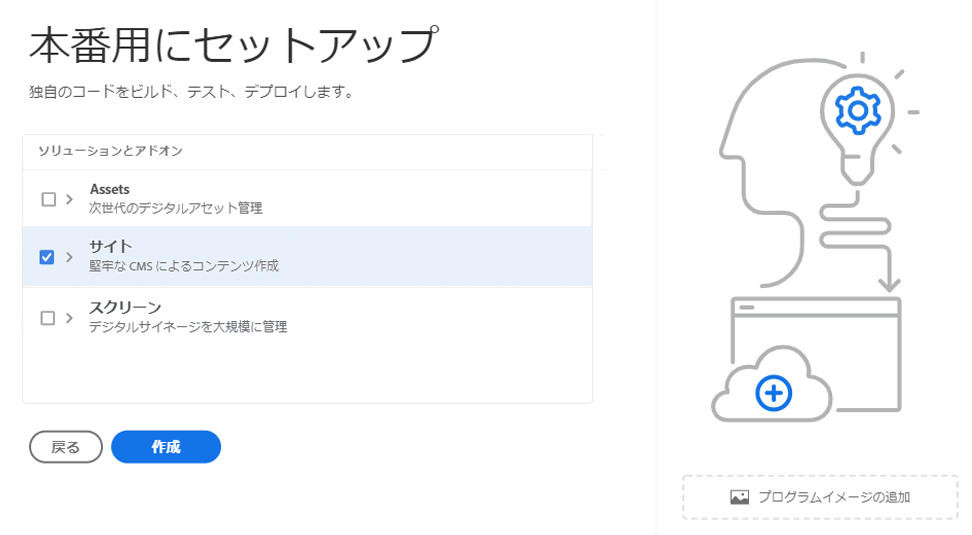 本番用にセットアップ
独自のコードをビルド、テスト、デプロイします。
ソリューションとアドオン
Assets
次世代のデジタルアセット管理
サイト
堅牢な CMS によるコンテンツ作成
スクリーン
デジタルサイネージを大規模に管理
戻る
作成
プログラムイメージの追加